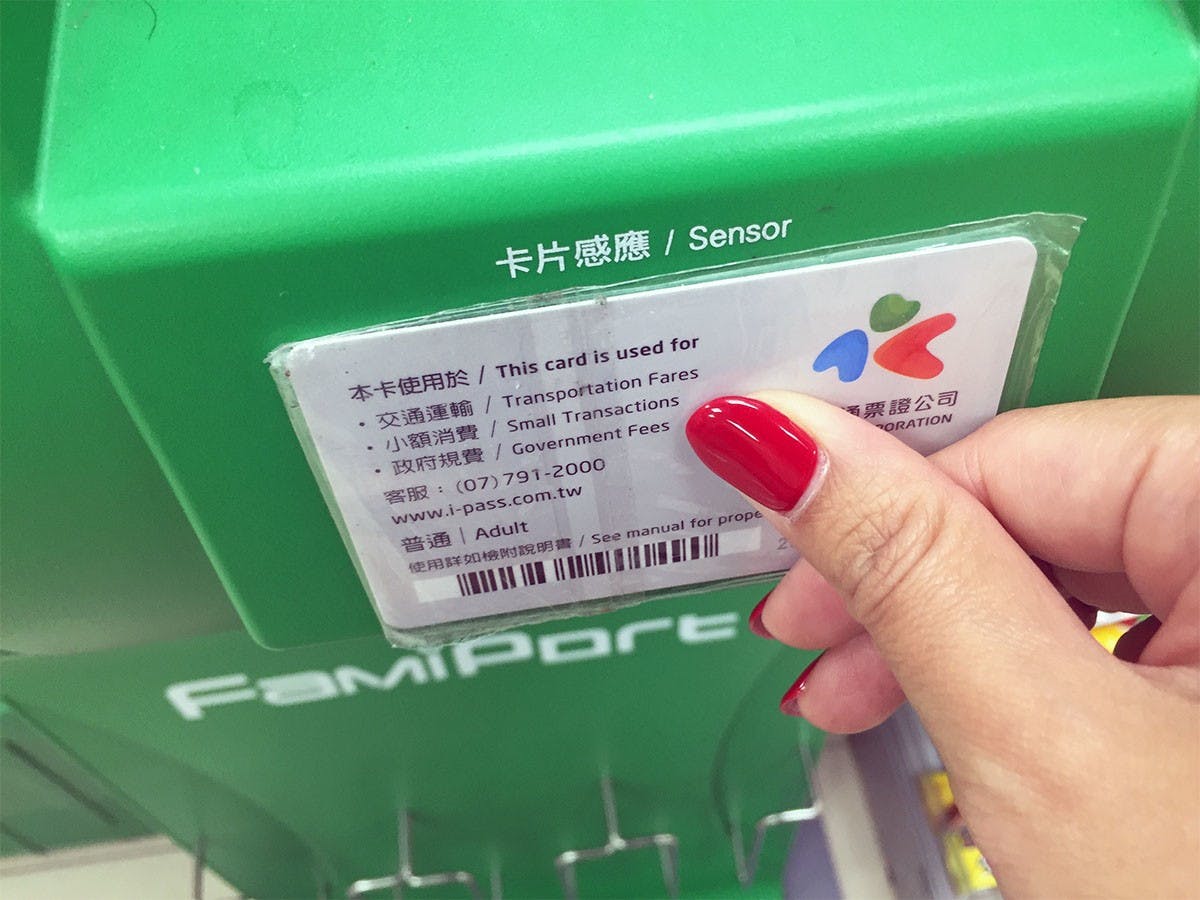 卡片感應 / Sensor
本卡使用於 / This card is used for
・交通運輸 / Transportation Fares
・小額消費 / Small Transactions
・政府規費 / Government Fees
客服：(07)791-2000
www.i-pass.com.tw
普通｜Adult
使用詳如檢附說明書 / See manual for prope
通票證公司
PORATION
2
FamiPort